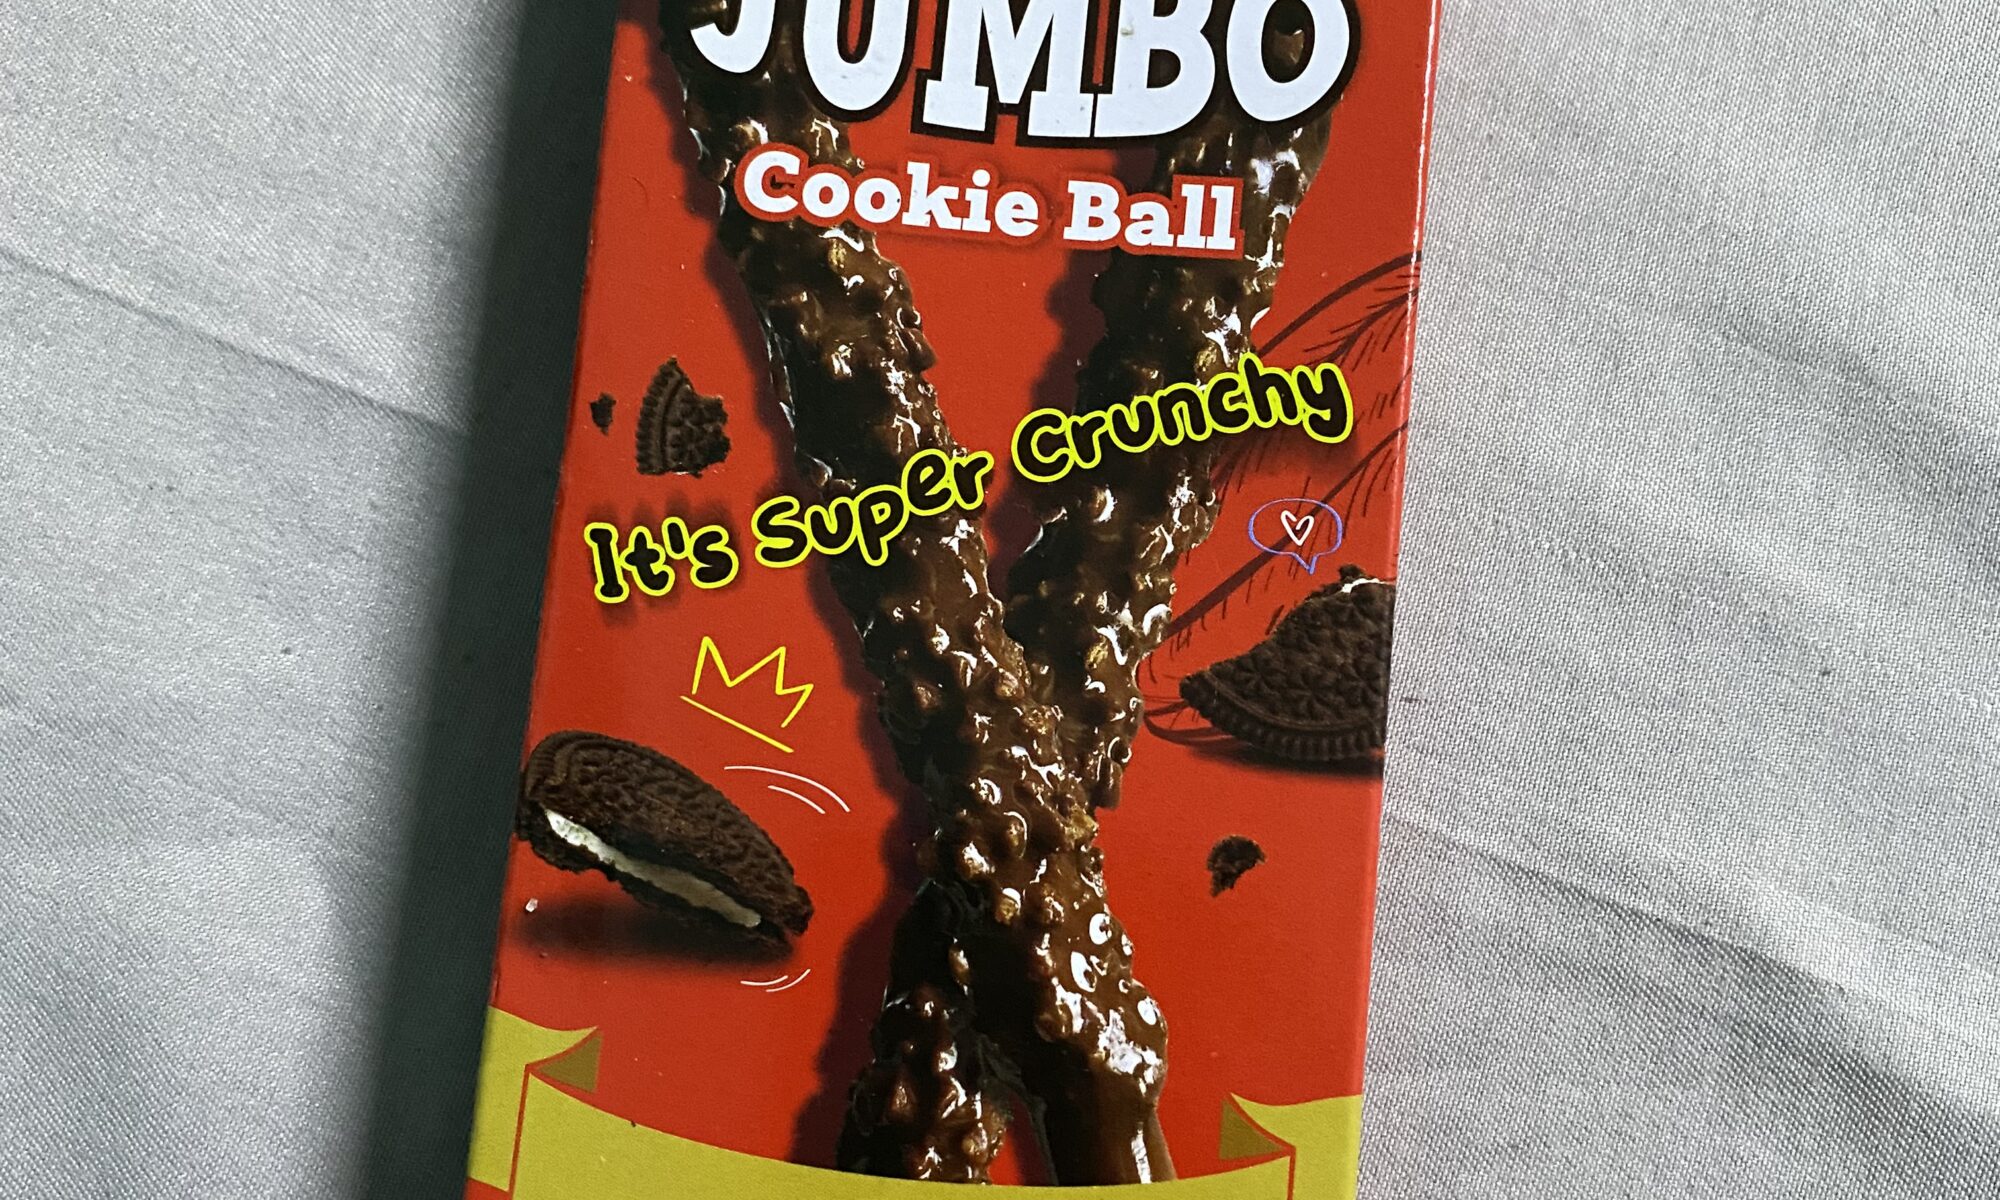 JUMBO
Cookie Ball
It's Super Crunchy